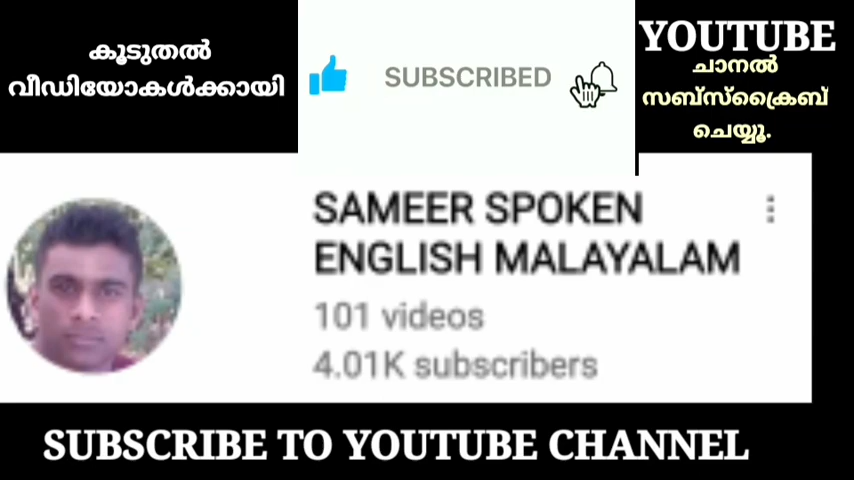 കൂടുതൽ
വീഡിയോകൾക്കായി
SUBSCRIBED
YOUTUBE
ചാനൽ
സബ്സ്ക്രൈബ്
ചെയ്യൂ.
SAMEER SPOKEN
ENGLISH MALAYALAM
101 videos
4.01K subscribers
SUBSCRIBE TO YOUTUBE CHANNEL